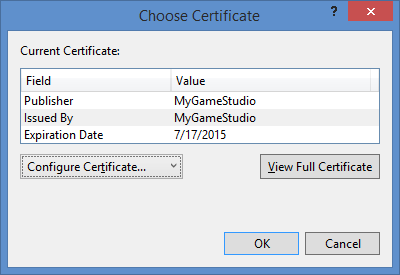 Choose Certificate
?
Current Certificate:
Field Value
Publisher MyGameStudio
Issued By MyGameStudio
Expiration Date 7/17/2015
Configure Certificate... View Full Certificate
OK Cancel